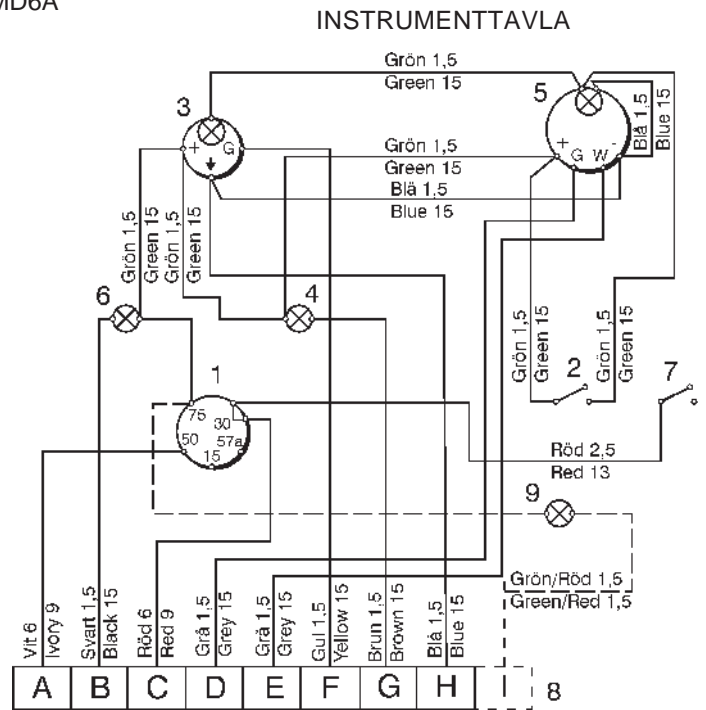 MD6A
INSTRUMENTTAVLA
Grön 1,5
Green 15
3
5
+
G
+
G
W
-
Blå 1,5
Blue 15
Grön 1,5
Green 15
Blå 1,5
Blue 15
Grön 1,5
Green 15
Grön 1,5
Green 15
6
4
Grön 1,5
Green 15
2
Grön 1,5
Green 15
7
1
75
30
50
57a
15
Röd 2,5
Red 13
9
Grön/Röd 1,5
Green/Red 1,5
Vit 6
Ivory 9
Svart 1,5
Black 15
Röd 6
Red 9
Grå 1,5
Grey 15
Grå 1,5
Grey 15
Gul 1,5
Yellow 15
Brun 1,5
Brown 15
Blå 1,5
Blue 15
A B C D E F G H
8